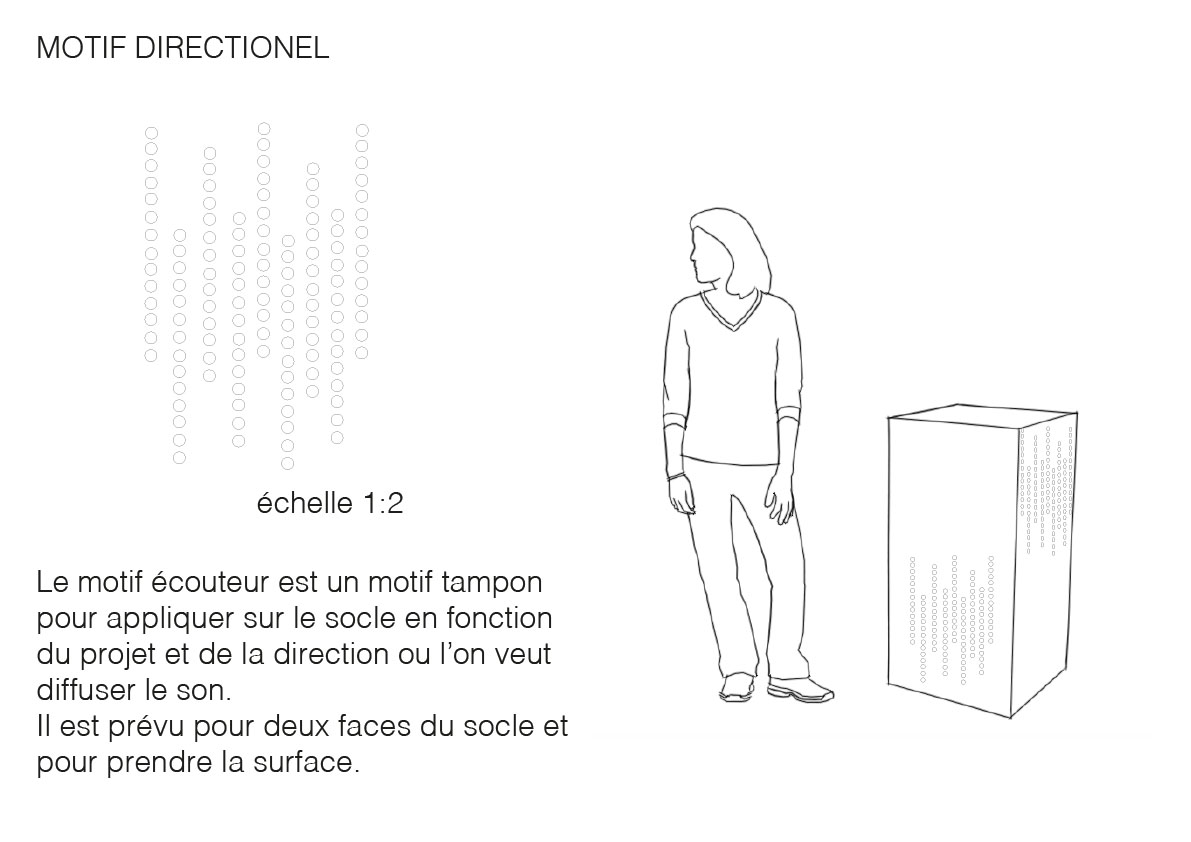 MOTIF DIRECTIONEL
échelle 1:2
Le motif écouteur est un motif tampon
pour appliquer sur le socle en fonction
du projet et de la direction ou l'on veut
diffuser le son.
Il est prévu pour deux faces du socle et
pour prendre la surface.